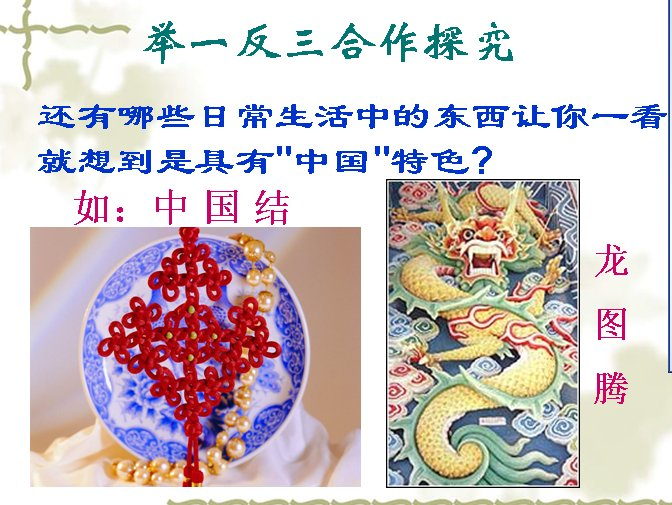 举一反三合作探究
还有哪些日常生活中的东西让你一看
就想到是具有"中国"特色?
如：中国结
龙
图
腾